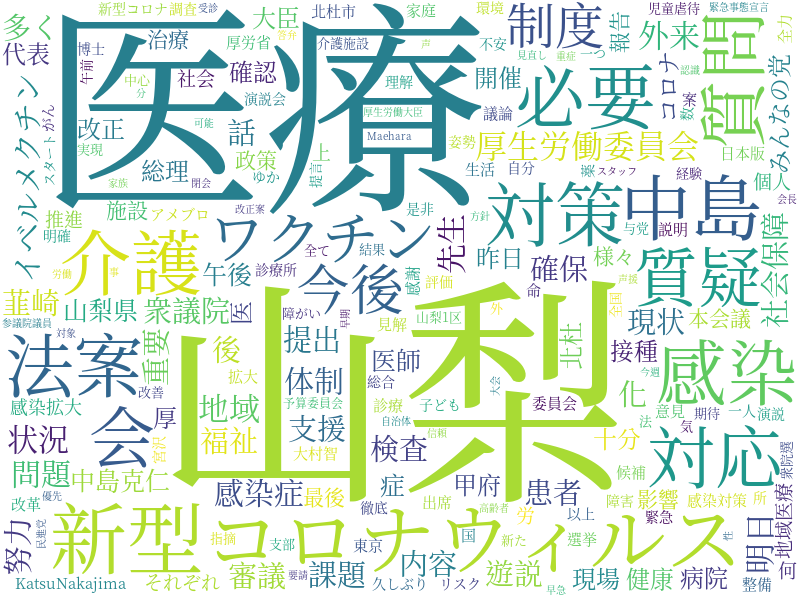 医療
山梨
新型コロナウィルス
必要
質問
制度
中島
対策
質疑
感染
対応
法案
会
介護
ワクチン
今後
イベルメクチン
厚生労働委員会
みんなの党
社会保障
新型コロナ調査
受診
北杜市
家庭
環境
児童虐待
緊急事態宣言
多く
代表
博士
治療
大臣
厚労省
答弁
介護施設
声
不安
重症
見直し
一つ
報告
外来
全力
認識
午前
中心
分
社会
確認
演説会
理解
開催
コロナ
案
数
スタート
がん
改正
話
厚生労働大臣
議論
Maehara
姿勢
日本版
実現
可能
総理
政策
上
提言
ゆか
生活
自分
薬
スタッフ
経験
会長
家族
閉会
推進
施設
アメブロ
改正案
是非
方針
与党
説明
個人
明確
先生
昨日
様々
労働
事
全て
結果
午後
診療所
感謝
評価
命
確保
声援
全国
韮崎
山梨県
衆議院
医
障がい
早期
見解
山梨1区
外
北杜
現状
本会議
参議院議員
対象
重要
後
提出
拡大
医師
総合
大会
接種
今週
改善
体制
予算委員会
診療
子ども
委員会
化
法
意見
期待
一人演説
感染拡大
厚
地域
自治体
信頼
気
状況
宮沢
福祉
支援
大村智
検査
十分
候補
衆院選
問題
中島克仁
感染症
最後
症
甲府
患者
障害
影響
感染対策
所
地域医療
可
改革
優先
徹底
出席
高齢者
労
以上
緊急
努力
民進党
指摘
支部
東京
国
新た
選挙
性
明日
KatsuNakajima
それぞれ
審議
課題
要請
内容
久しぶり
遊説
リスク
早急
現場
健康
病院
整備